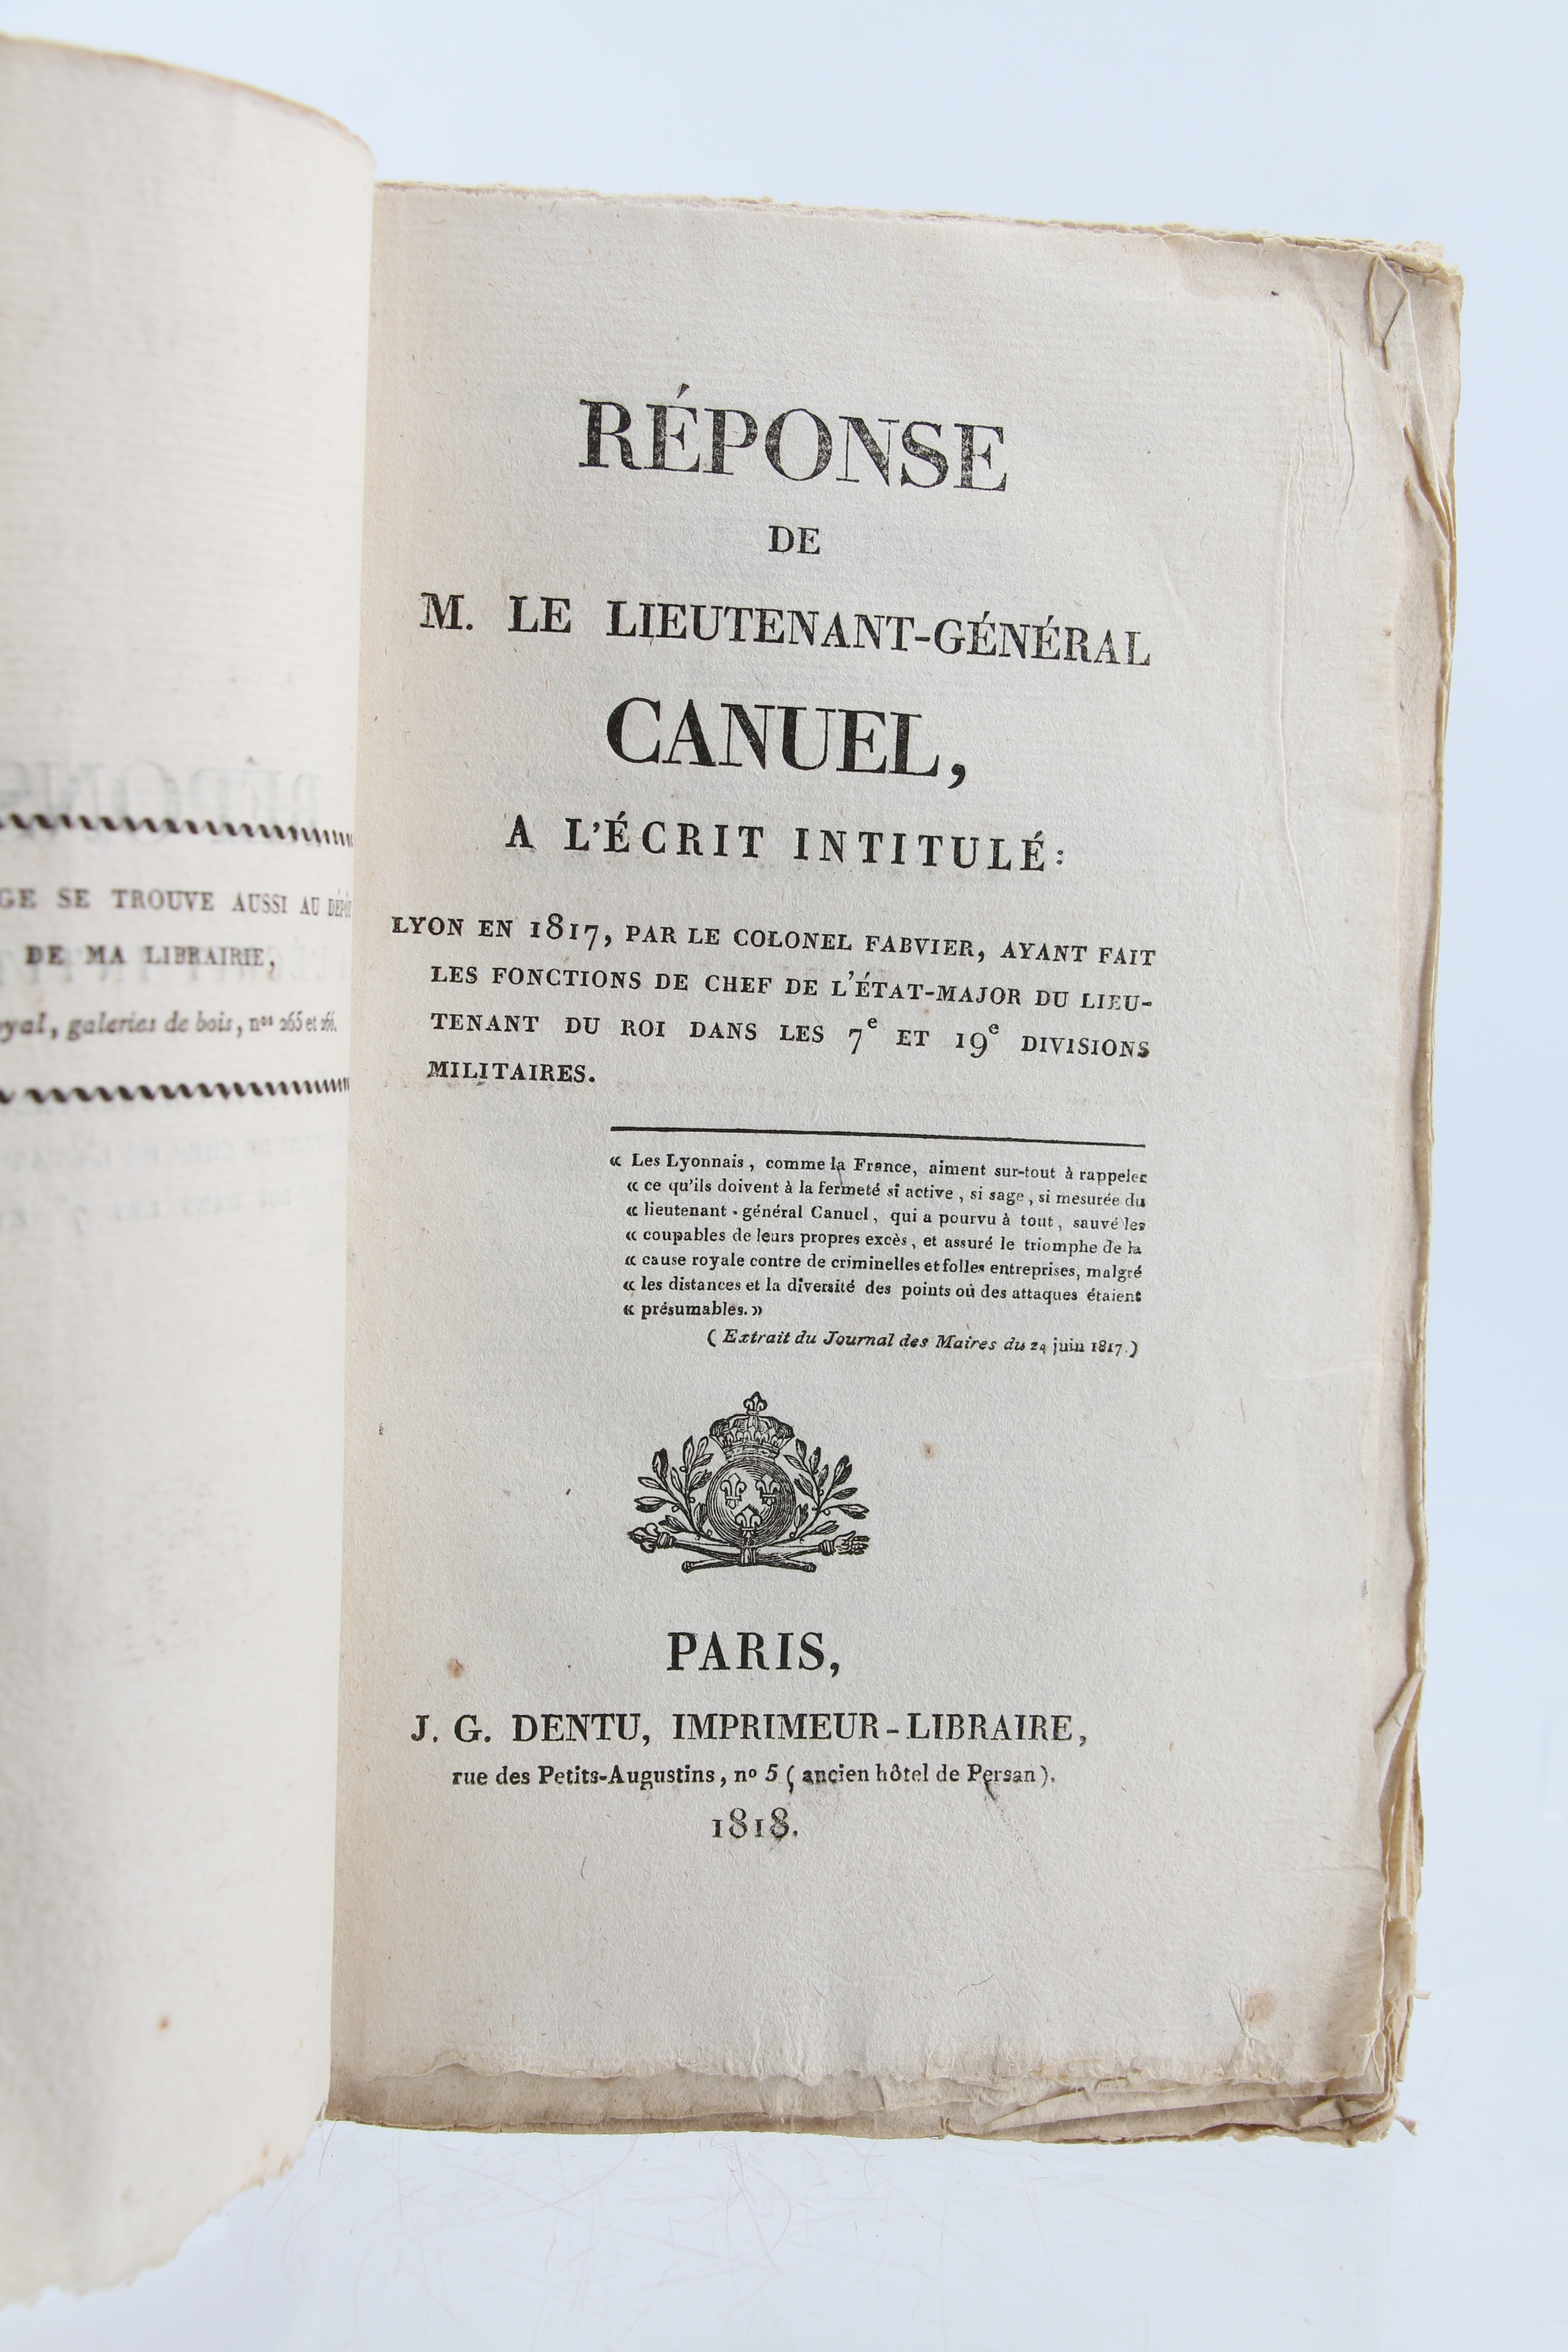 GE SE TROUVE AUSSI AU DÉPÔT
DE MA LIBRAIRIE,
oyal, galeries de bois, nos 265 et 266.
RÉPONSE
DE
M. LE LIEUTENANT-GÉNÉRAL
CANUEL,
A L'ÉCRIT INTITULÉ:
LYON EN 1817, PAR LE COLONEL FABVIER, AYANT FAIT
LES FONCTIONS DE CHEF DE L'ÉTAT-MAJOR DU LIEU-
TENANT DU ROI DANS LES 7e ET 19e DIVISIONS
MILITAIRES.
« Les Lyonnais, comme la France, aiment sur-tout à rappeler
« ce qu'ils doivent à la fermeté si active, si sage, si mesurée du
« lieutenant-général Canuel, qui a pourvu à tout, sauvé les
« coupables de leurs propres excès, et assuré le triomphe de la
« cause royale contre de criminelles et folles entreprises, malgré
« les distances et la diversité des points où des attaques étaient
« présumables. »
( Extrait du Journal des Maires du 24 juin 1817.)
PARIS,
J. G. DENTU, IMPRIMEUR-LIBRAIRE,
rue des Petits-Augustins, no 5 ( ancien hôtel de Persan ).
1818.